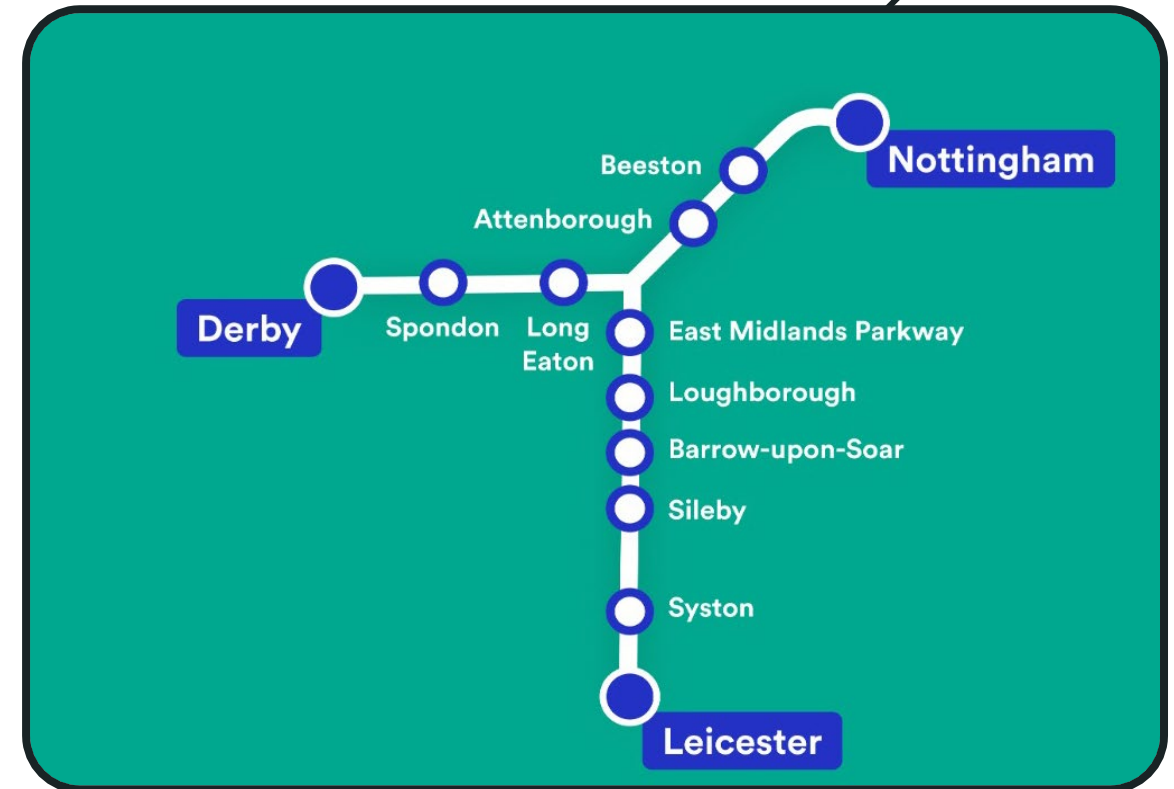 Beeston
Nottingham
Attenborough
Derby
Spondon
Long
Eaton
East Midlands Parkway
Loughborough
Barrow-upon-Soar
Sileby
Syston
Leicester